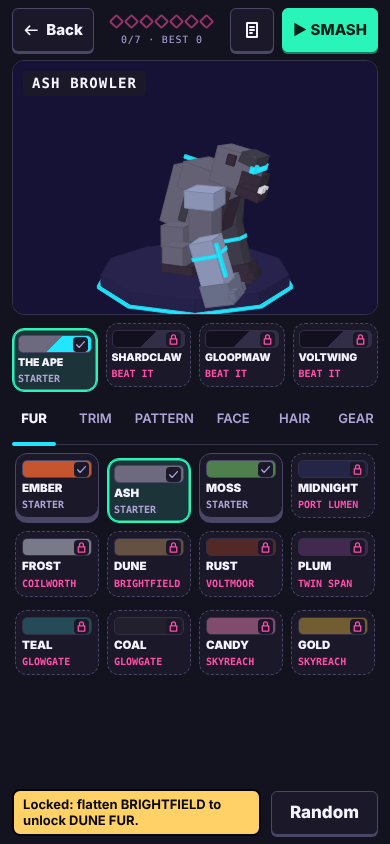 ← Back
0/7 · BEST 0
▶ SMASH
ASH BROWLER
THE APE
STARTER
SHARDCLAW
BEAT IT
GLOOPMAW
BEAT IT
VOLTWING
BEAT IT
FUR TRIM PATTERN FACE HAIR GEAR
EMBER
STARTER
ASH
STARTER
MOSS
STARTER
MIDNIGHT
PORT LUMEN
FROST
COILWORTH
DUNE
BRIGHTFIELD
RUST
VOLTMOOR
PLUM
TWIN SPAN
TEAL
GLOWGATE
COAL
GLOWGATE
CANDY
SKYREACH
GOLD
SKYREACH
Locked: flatten BRIGHTFIELD to
unlock DUNE FUR.
Random